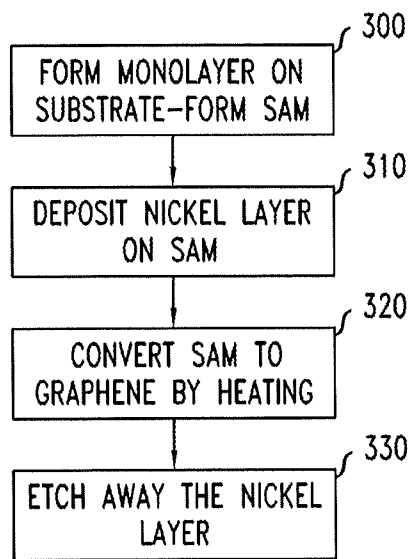 300
FORM MONOLAYER ON
SUBSTRATE-FORM SAM
310
DEPOSIT NICKEL LAYER
ON SAM
320
CONVERT SAM TO
GRAPHENE BY HEATING
330
ETCH AWAY THE NICKEL
LAYER